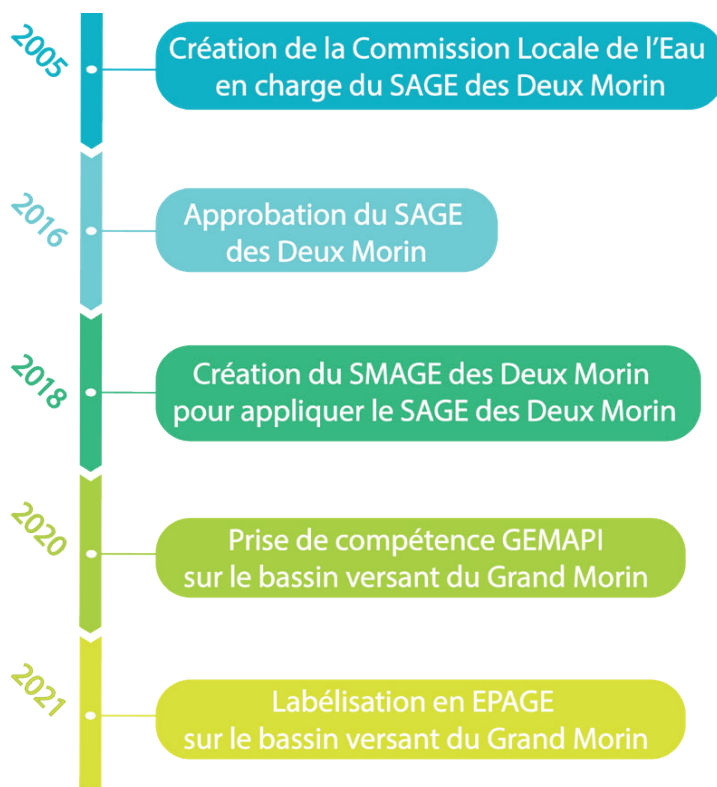 2005
Création de la Commission Locale de l’Eau
en charge du SAGE des Deux Morin
2016
Approbation du SAGE
des Deux Morin
2018
Création du SMAGE des Deux Morin
pour appliquer le SAGE des Deux Morin
2020
Prise de compétence GEMAPI
sur le bassin versant du Grand Morin
2021
Labélisation en EPAGE
sur le bassin versant du Grand Morin